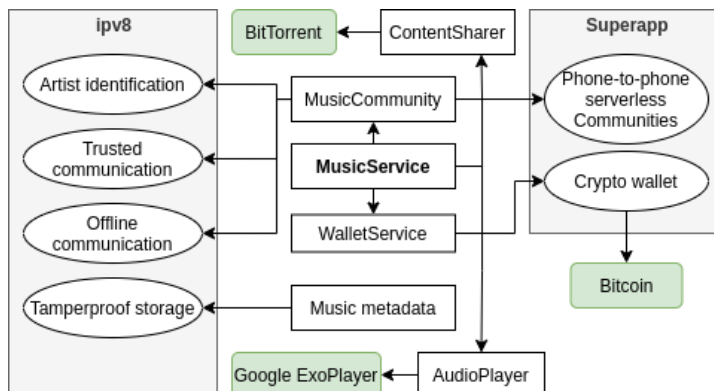 ipv8
BitTorrent
ContentSharer
Superapp
Artist identification
MusicCommunity
Phone-to-phone
serverless
Communities
Trusted
communication
MusicService
Crypto wallet
Offline
communication
WalletService
Tamperproof storage
Music metadata
Bitcoin
Google ExoPlayer
AudioPlayer